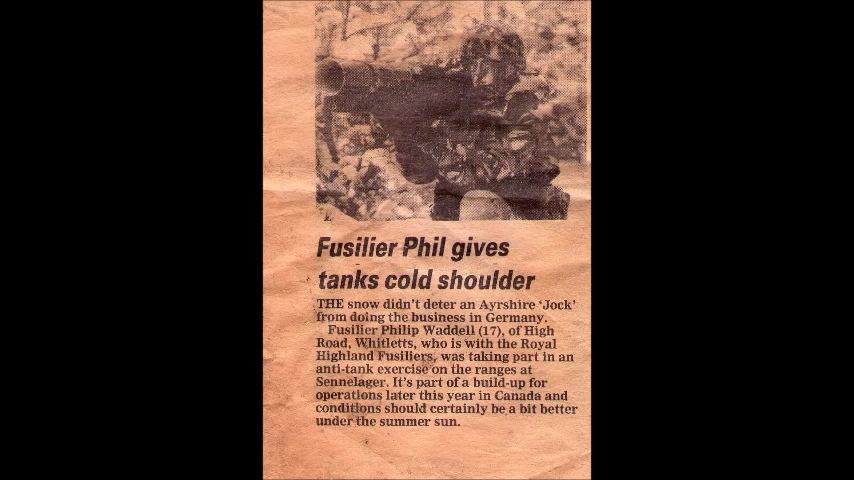 Fusilier Phil gives
tanks cold shoulder
THE snow didn't deter an Ayrshire 'Jock'
from doing the business in Germany.
Fusilier Philip Waddell (17), of High
Road, Whitletts, who is with the Royal
Highland Fusiliers, was taking part in an
anti-tank exercise on the ranges at
Sennelager. It's part of a build-up for
operations later this year in Canada and
conditions should certainly be a bit better
under the summer sun.